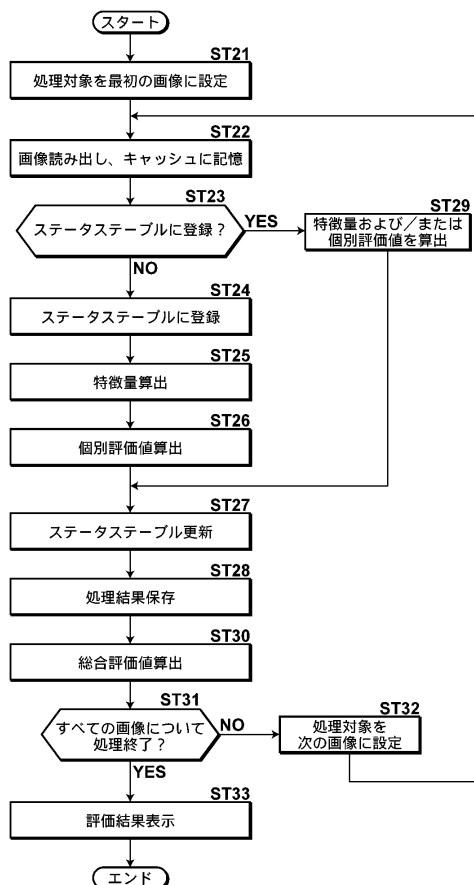 スタート
ST21
処理対象を最初の画像に設定
ST22
画像読み出し、キャッシュに記憶
ST23
ステータステーブルに登録?
YES
NO
ST29
特徴量および/または
個別評価値を算出
ST24
ステータステーブルに登録
ST25
特徴量算出
ST26
個別評価値算出
ST27
ステータステーブル更新
ST28
処理結果保存
ST30
総合評価値算出
ST31
すべての画像について
処理終了?
NO
YES
ST32
処理対象を
次の画像に設定
ST33
評価結果表示
エンド